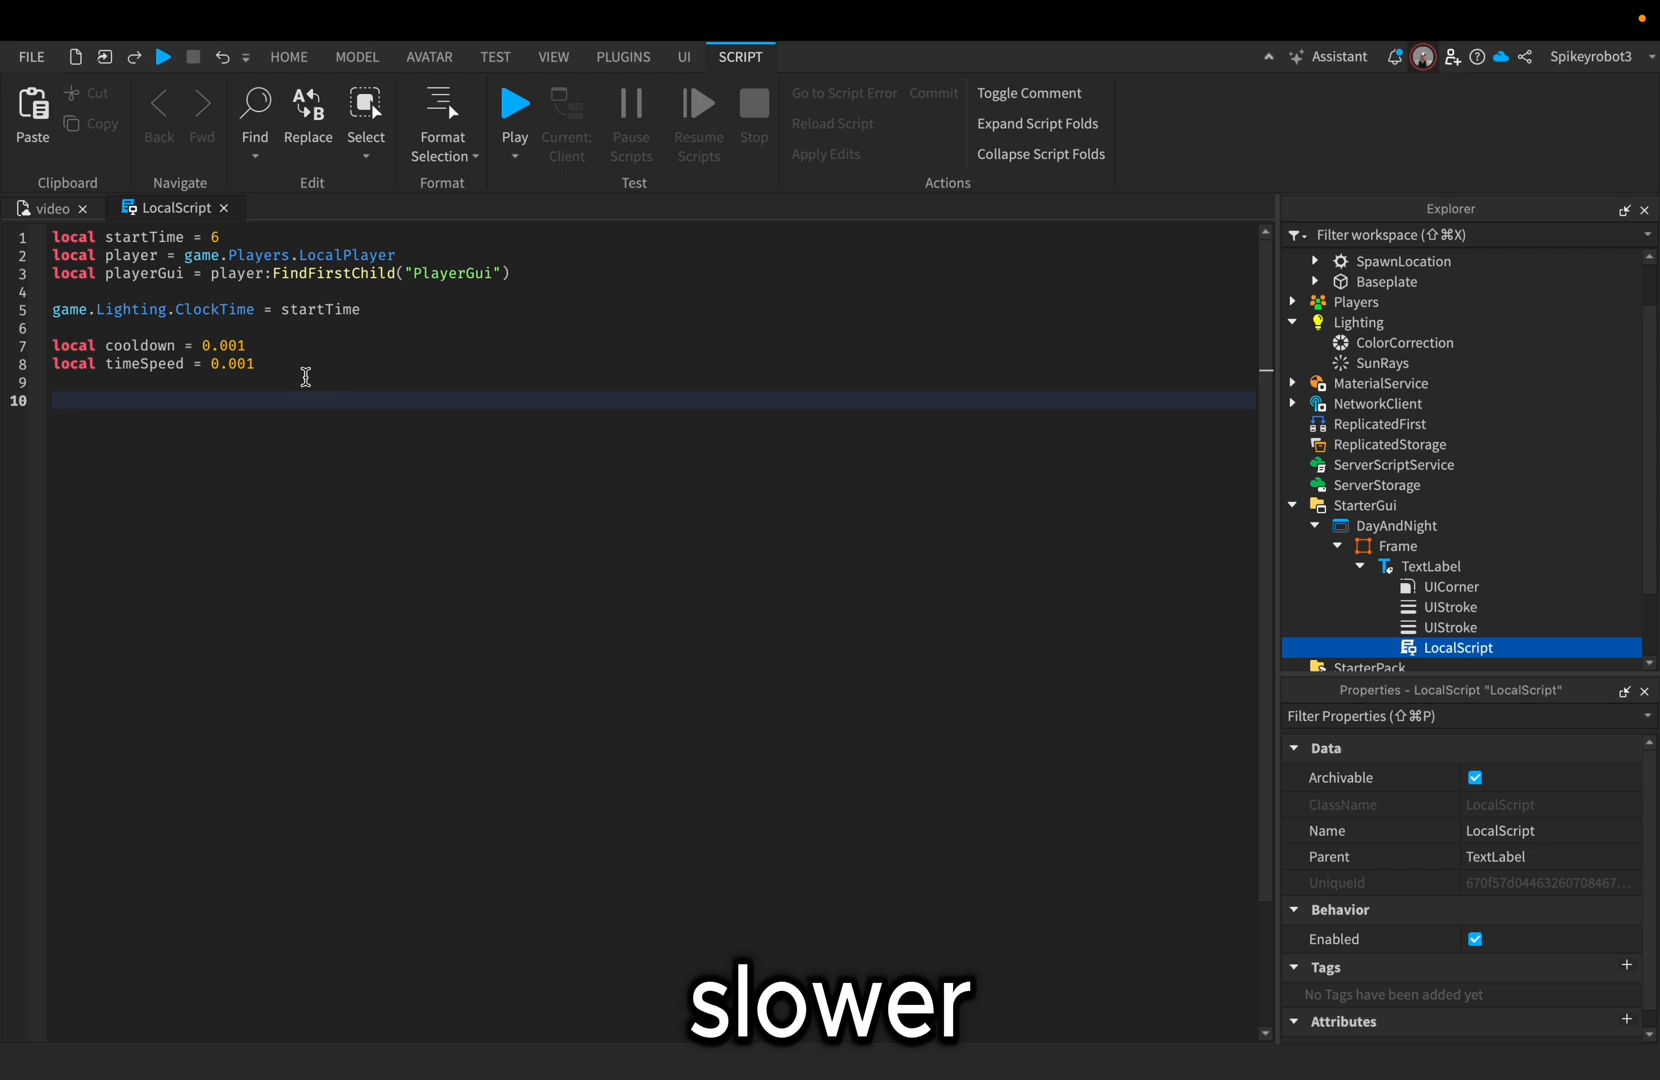 FILE HOME MODEL AVATAR TEST VIEW PLUGINS UI SCRIPT Assistant Spikeyrobot3
Paste Cut Copy
Clipboard
Back Fwd
Navigate
Find Replace Select
Edit
Format Selection
Format
Play Current: Client Pause Scripts Resume Scripts Stop
Test
Go to Script Error Commit
Reload Script
Apply Edits
Toggle Comment
Expand Script Folds
Collapse Script Folds
Actions
video LocalScript
1 local startTime = 6
2 local player = game.Players.LocalPlayer
3 local playerGui = player:FindFirstChild("PlayerGui")
4
5 game.Lighting.ClockTime = startTime
6
7 local cooldown = 0.001
8 local timeSpeed = 0.001
9
10
Explorer
Filter workspace (⇧⌘X)
SpawnLocation
Baseplate
Players
Lighting
ColorCorrection
SunRays
MaterialService
NetworkClient
ReplicatedFirst
ReplicatedStorage
ServerScriptService
ServerStorage
StarterGui
DayAndNight
Frame
TextLabel
UICorner
UIStroke
UIStroke
LocalScript
StarterPack
Properties - LocalScript "LocalScript"
Filter Properties (⇧⌘P)
Data
Archivable
ClassName LocalScript
Name LocalScript
Parent TextLabel
UniqueId 670f57d04463260708467...
Behavior
Enabled
Tags
No Tags have been added yet
Attributes
slower